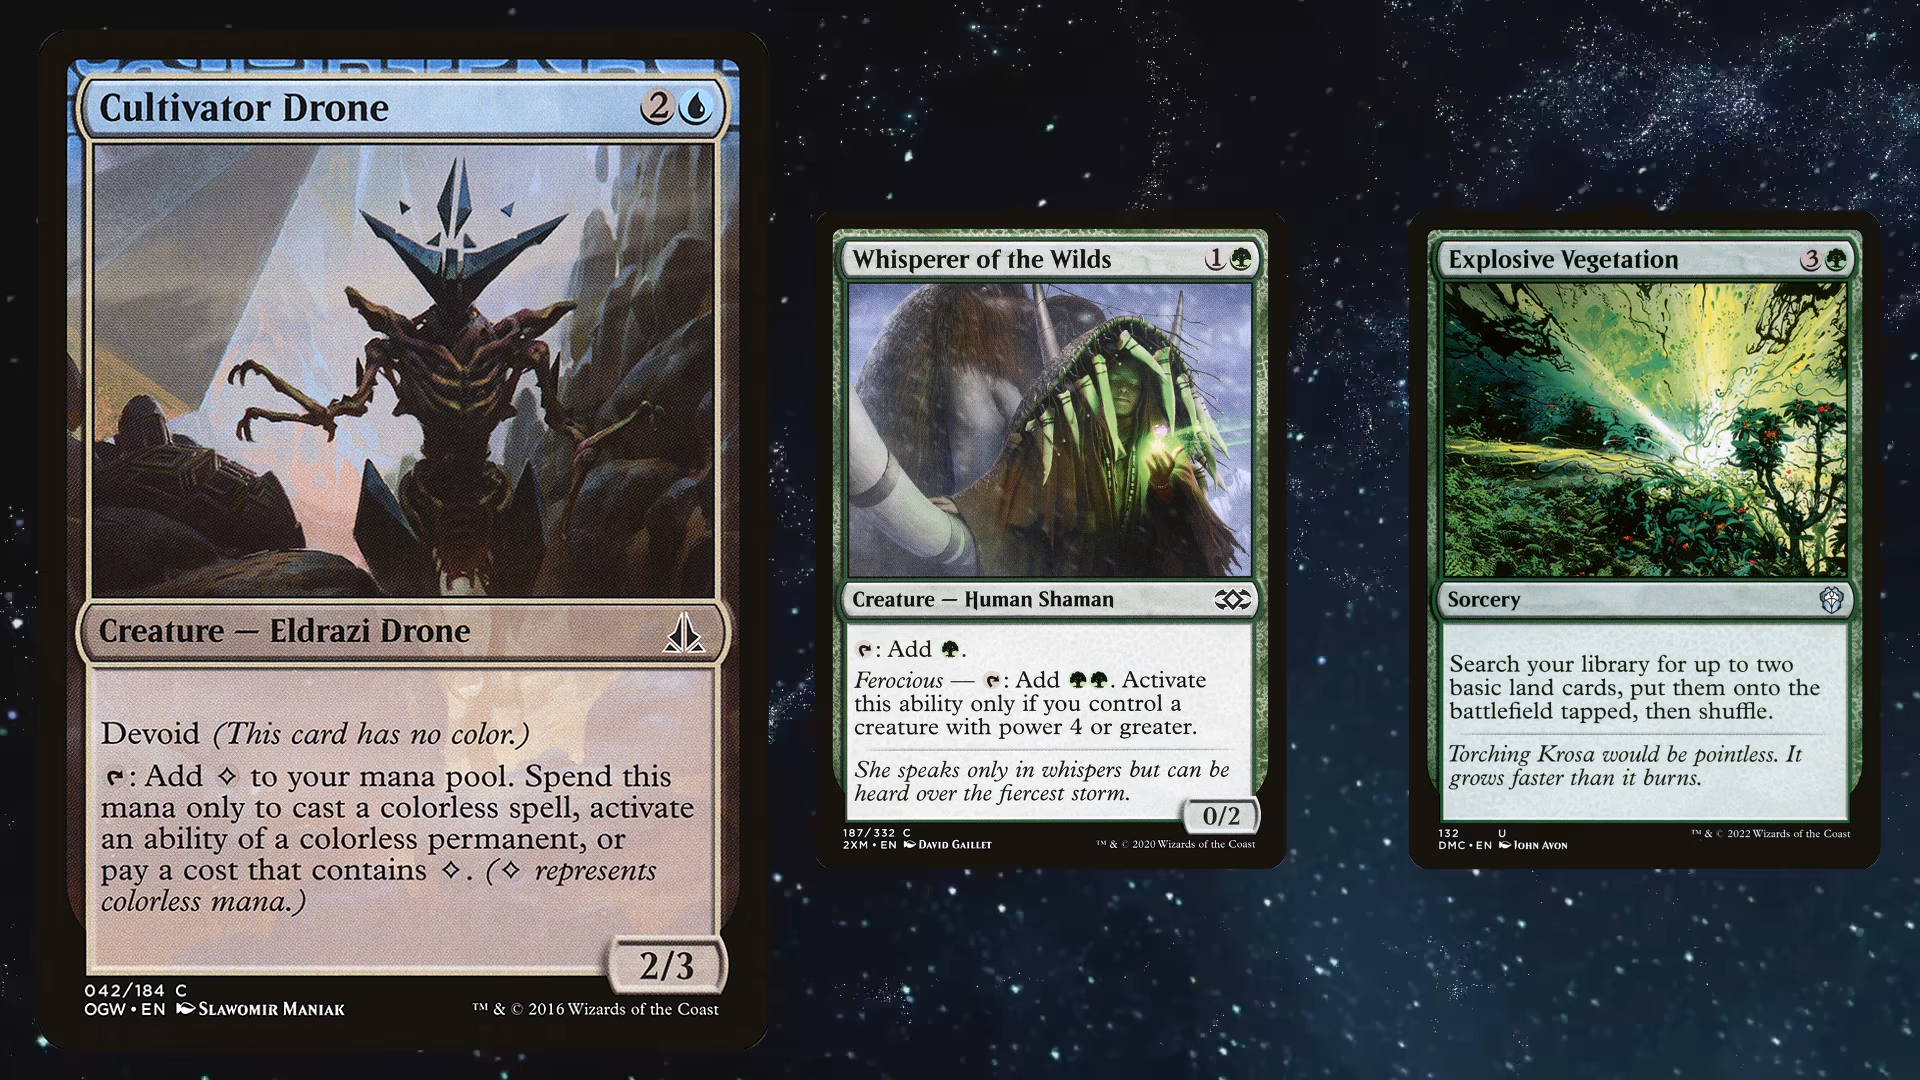 Cultivator Drone
2
Creature — Eldrazi Drone
Devoid (This card has no color.)
: Add to your mana pool. Spend this
mana only to cast a colorless spell, activate
an ability of a colorless permanent, or
pay a cost that contains . ( represents
colorless mana.)
2/3
042/184 C
OGW • EN SLAWOMIR MANIAK
™ & © 2016 Wizards of the Coast
Whisperer of the Wilds
1
Creature — Human Shaman
: Add .
Ferocious — : Add . Activate
this ability only if you control a
creature with power 4 or greater.
She speaks only in whispers but can be
heard over the fiercest storm.
0/2
187/332 C
2XM • EN DAVID GAILLET
™ & © 2020 Wizards of the Coast
Explosive Vegetation
3
Sorcery
Search your library for up to two
basic land cards, put them onto the
battlefield tapped, then shuffle.
Torching Krosa would be pointless. It
grows faster than it burns.
132 U
DMC • EN JOHN AVON
™ & © 2022 Wizards of the Coast